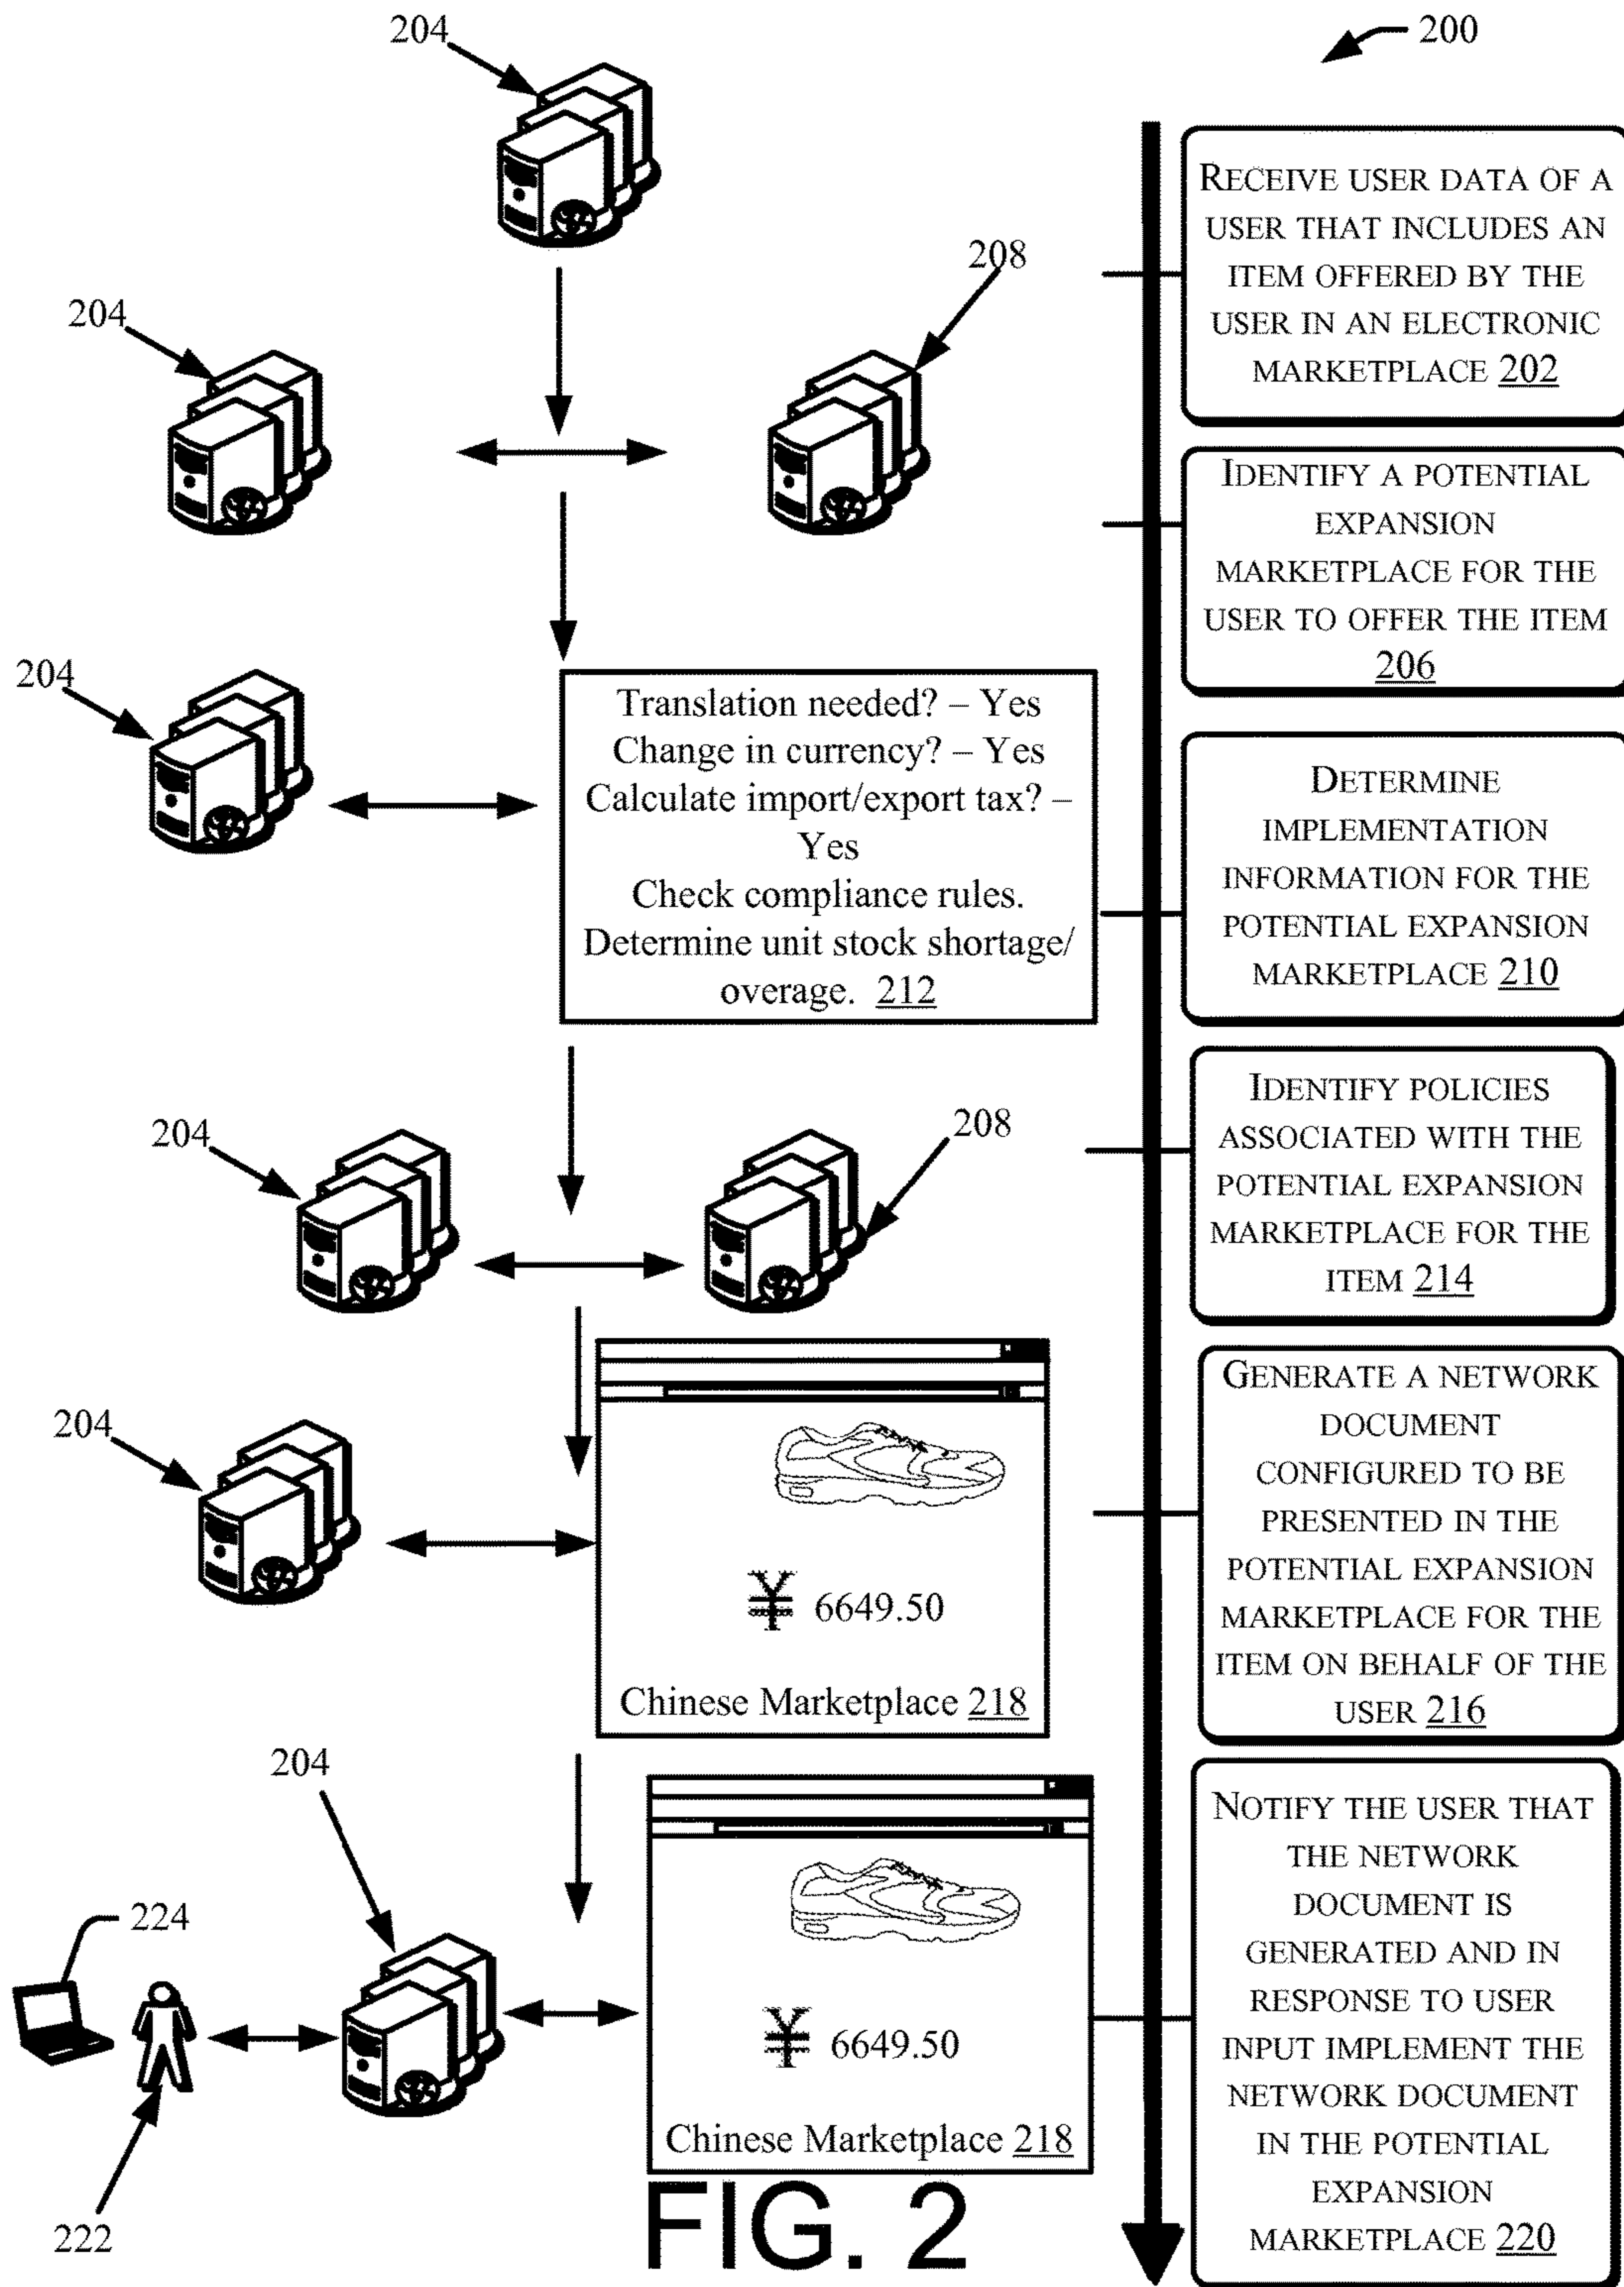 204
200
RECEIVE USER DATA OF A
USER THAT INCLUDES AN
ITEM OFFERED BY THE
USER IN AN ELECTRONIC
MARKETPLACE 202
204
208
IDENTIFY A POTENTIAL
EXPANSION
MARKETPLACE FOR THE
USER TO OFFER THE ITEM
206
204
Translation needed? – Yes
Change in currency? – Yes
Calculate import/export tax? –
Yes
Check compliance rules.
Determine unit stock shortage/
overage. 212
DETERMINE
IMPLEMENTATION
INFORMATION FOR THE
POTENTIAL EXPANSION
MARKETPLACE 210
204
208
IDENTIFY POLICIES
ASSOCIATED WITH THE
POTENTIAL EXPANSION
MARKETPLACE FOR THE
ITEM 214
204
¥ 6649.50
Chinese Marketplace 218
GENERATE A NETWORK
DOCUMENT
CONFIGURED TO BE
PRESENTED IN THE
POTENTIAL EXPANSION
MARKETPLACE FOR THE
ITEM ON BEHALF OF THE
USER 216
204
224
222
¥ 6649.50
Chinese Marketplace 218
NOTIFY THE USER THAT
THE NETWORK
DOCUMENT IS
GENERATED AND IN
RESPONSE TO USER
INPUT IMPLEMENT THE
NETWORK DOCUMENT
IN THE POTENTIAL
EXPANSION
MARKETPLACE 220
FIG. 2